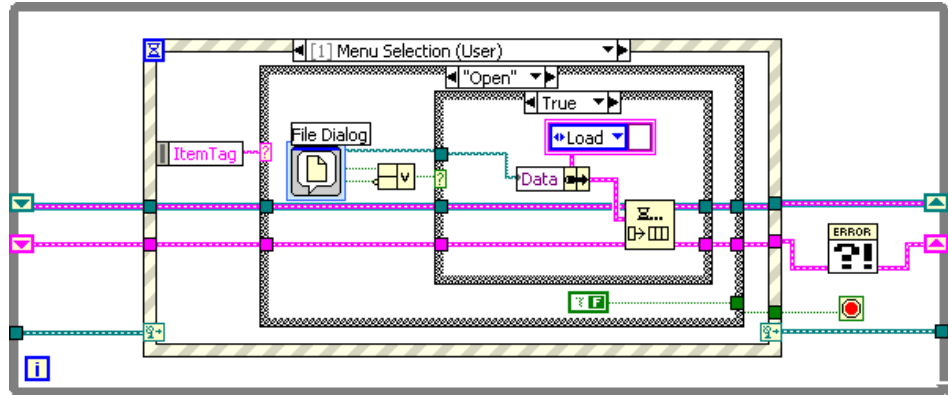 [1] Menu Selection (User)
"Open"
True
File Dialog
Load
ItemTag
Data
ERROR
?!
F
i